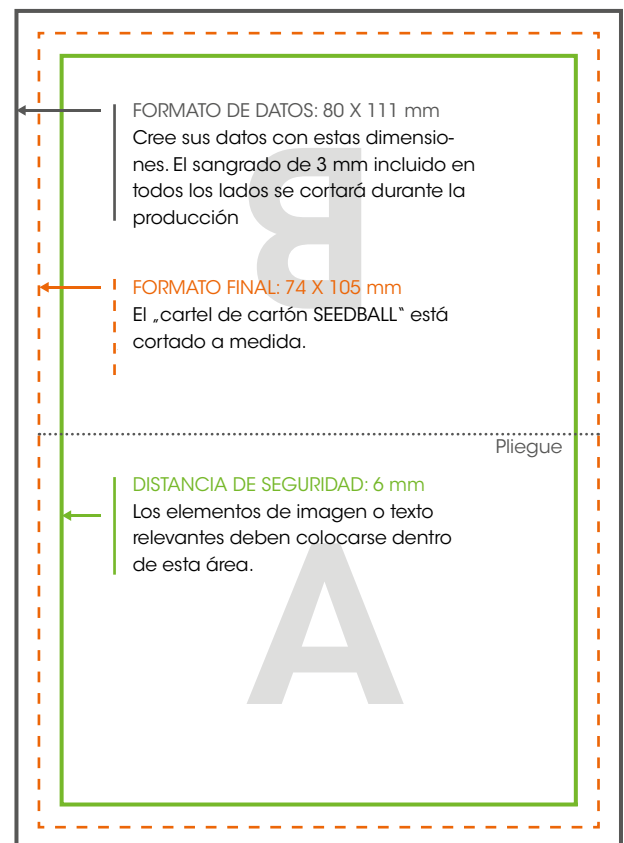 FORMATO DE DATOS: 80 X 111 mm
Cree sus datos con estas dimensio-
nes. El sangrado de 3 mm incluido en
todos los lados se cortará durante la
producción
B
FORMATO FINAL: 74 X 105 mm
El „cartel de cartón SEEDBALL‟ está
cortado a medida.
Pliegue
DISTANCIA DE SEGURIDAD: 6 mm
Los elementos de imagen o texto
relevantes deben colocarse dentro
de esta área.
A